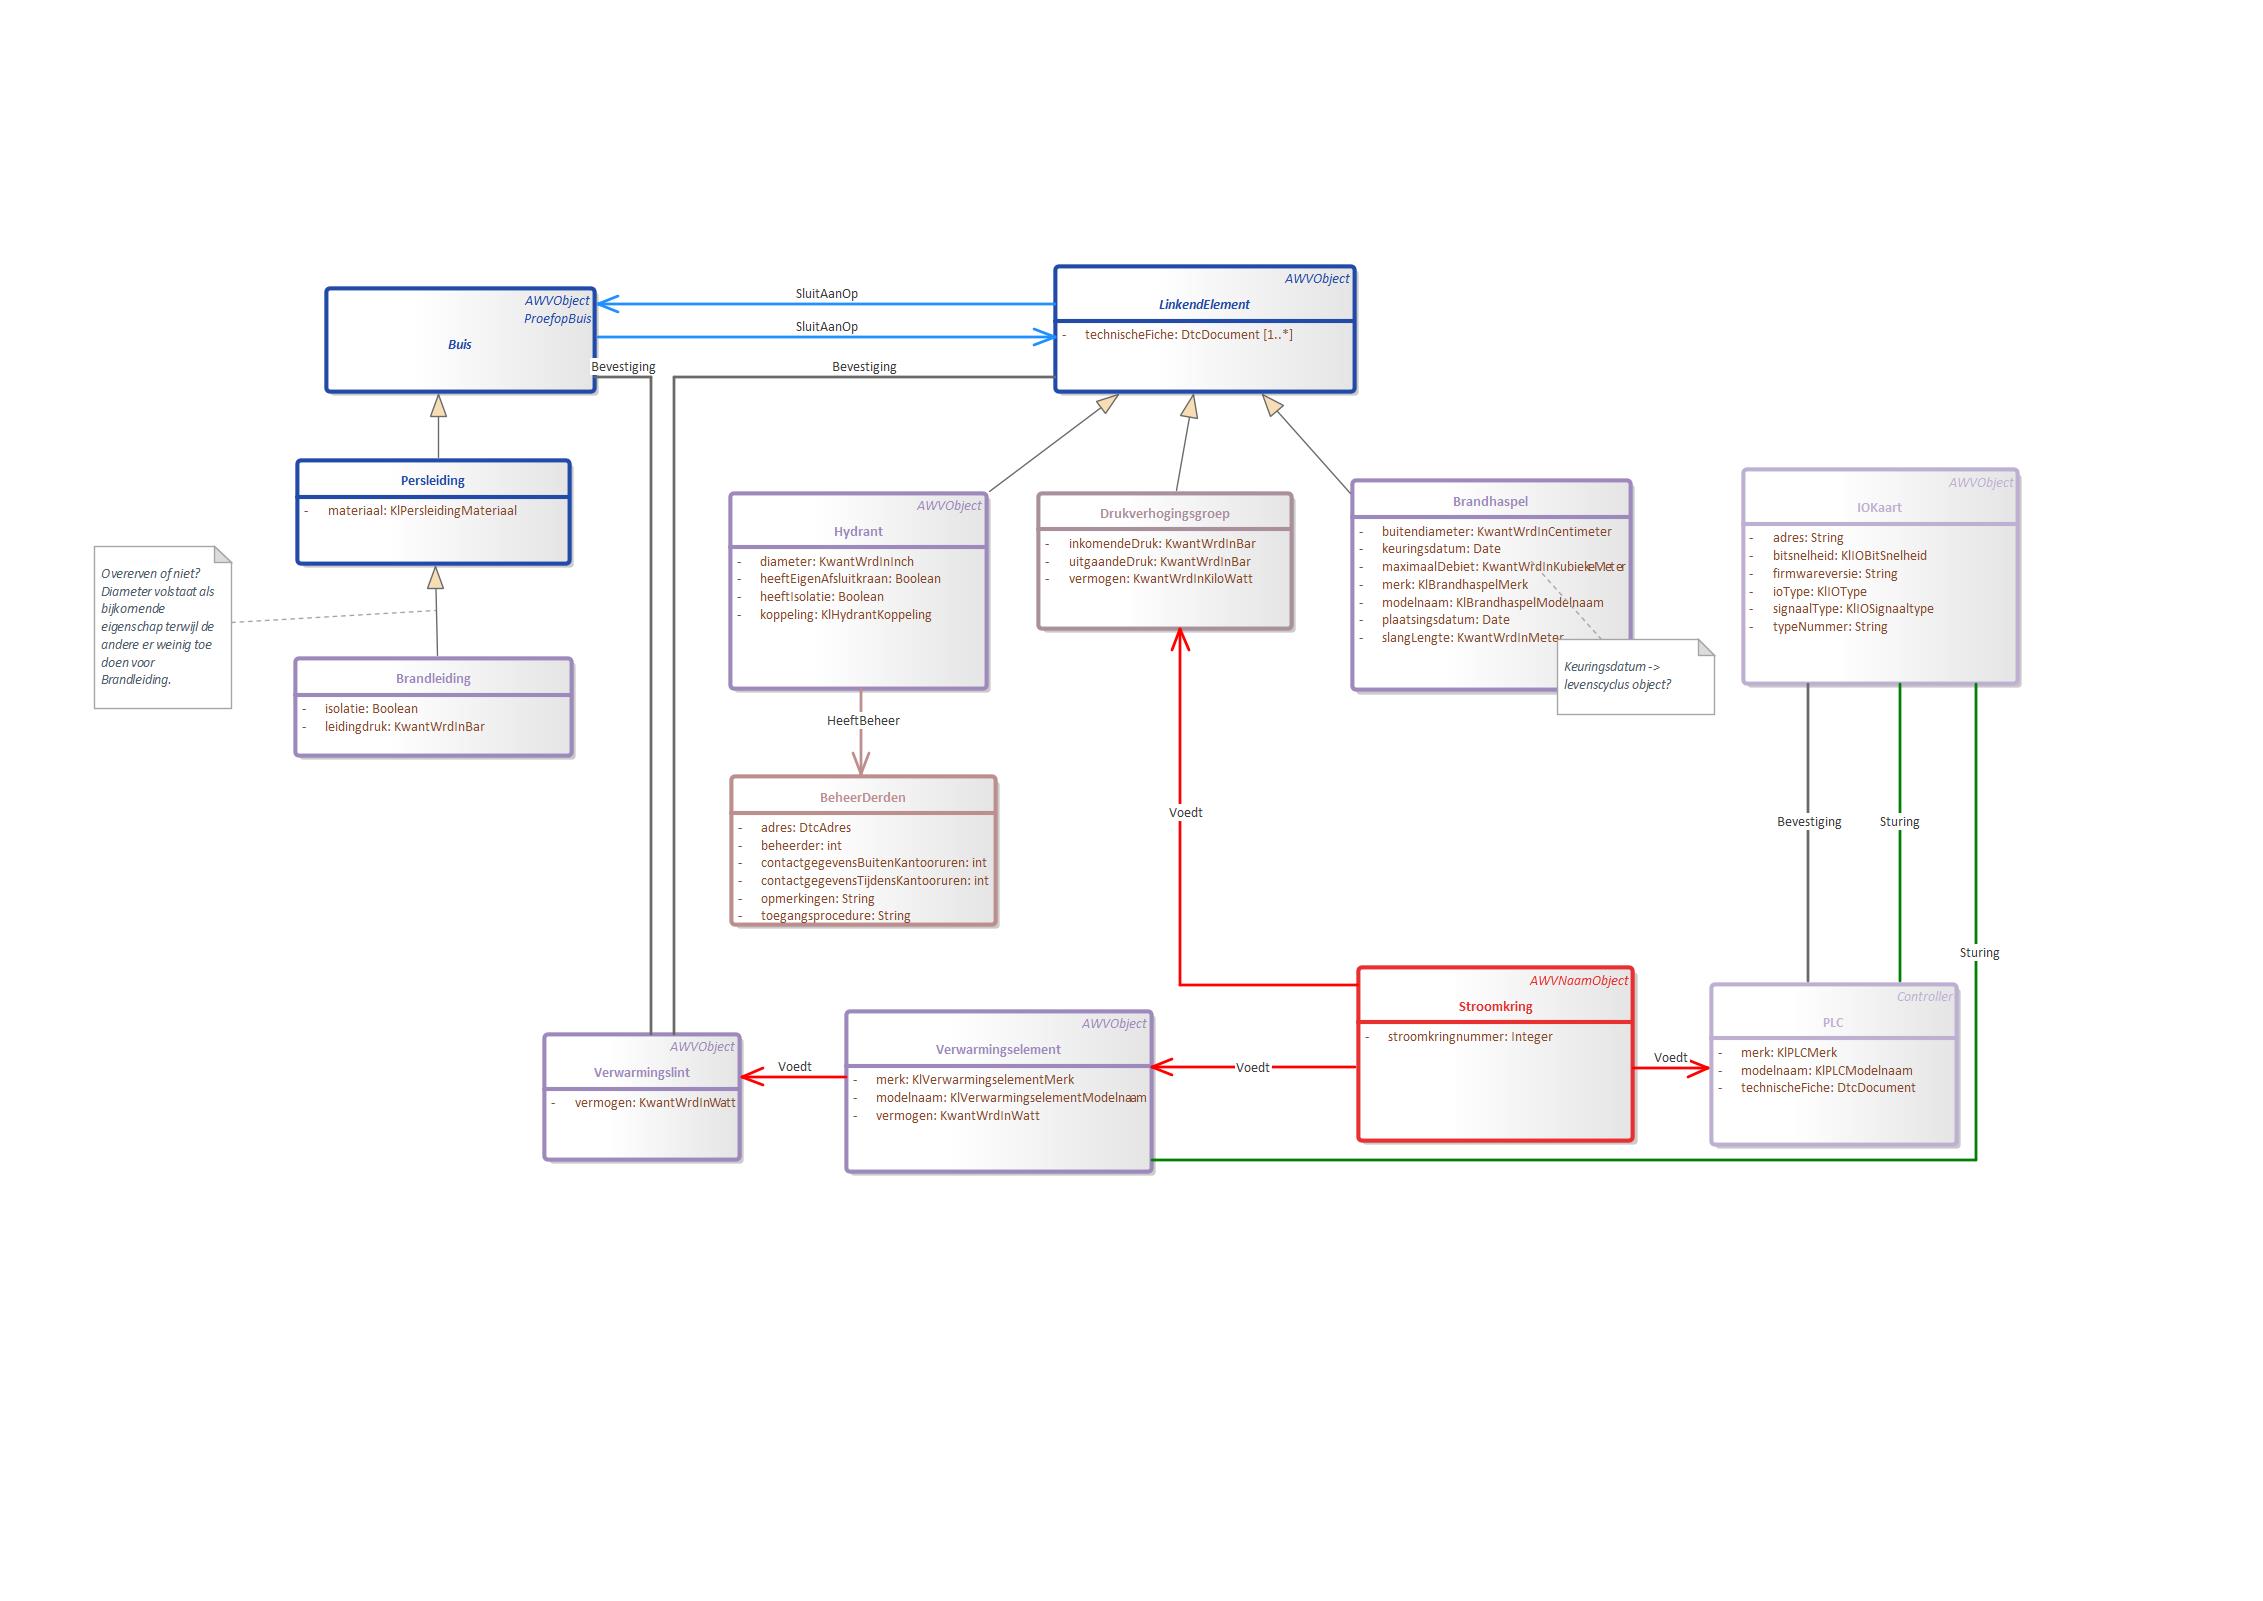 AWVObject
ProefopBuis
Buis
SluitAanOp
SluitAanOp
Bevestiging
Bevestiging
AWVObject
LinkendElement
- technischeFiche: DtcDocument [1..*]
Persleiding
- materiaal: KlPersleidingMateriaal
Overerven of niet?
Diameter volstaat als
bijkomende
eigenschap terwijl de
andere er weinig toe
doen voor
Brandleiding.
Brandleiding
- isolatie: Boolean
- leidingdruk: KwantWrdInBar
AWVObject
Hydrant
- diameter: KwantWrdInInch
- heeftEigenAfsluitkraan: Boolean
- heeftIsolatie: Boolean
- koppeling: KlHydrantKoppeling
Drukverhogingsgroep
- inkomendeDruk: KwantWrdInBar
- uitgaandeDruk: KwantWrdInBar
- vermogen: KwantWrdInKiloWatt
Brandhaspel
- buitendiameter: KwantWrdInCentimeter
- keuringsdatum: Date
- maximaalDebiet: KwantWrdInKubiekeMeter
- merk: KlBrandhaspelMerk
- modelnaam: KlBrandhaspelModelnaam
- plaatsingsdatum: Date
- slangLengte: KwantWrdInMeter
Keuringsdatum ->
levenscyclus object?
AWVObject
IOKaart
- adres: String
- bitsnelheid: KlIOBitSnelheid
- firmwareversie: String
- ioType: KlIOType
- signaalType: KlIOSignaaltype
- typeNummer: String
HeeftBeheer
BeheerDerden
- adres: DtcAdres
- beheerder: int
- contactgegevensBuitenKantooruren: int
- contactgegevensTijdensKantooruren: int
- opmerkingen: String
- toegangsprocedure: String
Voedt
Bevestiging
Sturing
Sturing
AWVObject
Verwarmingslint
- vermogen: KwantWrdInWatt
Voedt
AWVObject
Verwarmingselement
- merk: KlVerwarmingselementMerk
- modelnaam: KlVerwarmingselementModelnaam
- vermogen: KwantWrdInWatt
Voedt
AWVNaamObject
Stroomkring
- stroomkringnummer: Integer
Voedt
Controller
PLC
- merk: KlPLCMerk
- modelnaam: KlPLCModelnaam
- technischeFiche: DtcDocument